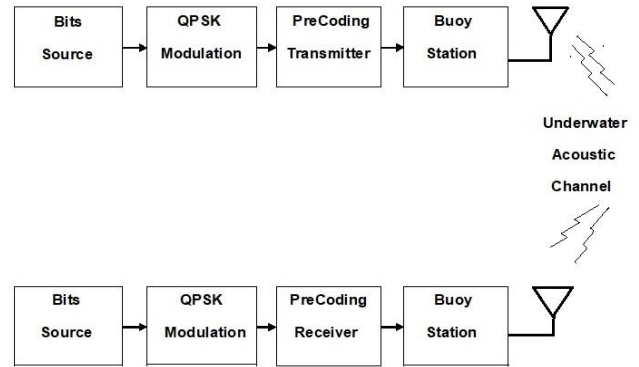 Bits
Source
QPSK
Modulation
PreCoding
Transmitter
Buoy
Station
Underwater
Acoustic
Channel
Bits
Source
QPSK
Modulation
PreCoding
Receiver
Buoy
Station